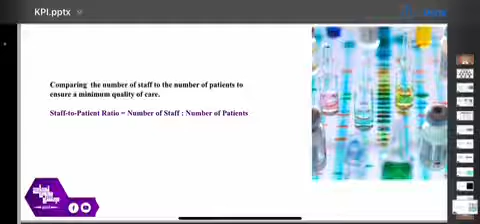 KPI.pptx
Comparing the number of staff to the number of patients to
ensure a minimum quality of care.
Staff-to-Patient Ratio = Number of Staff : Number of Patients